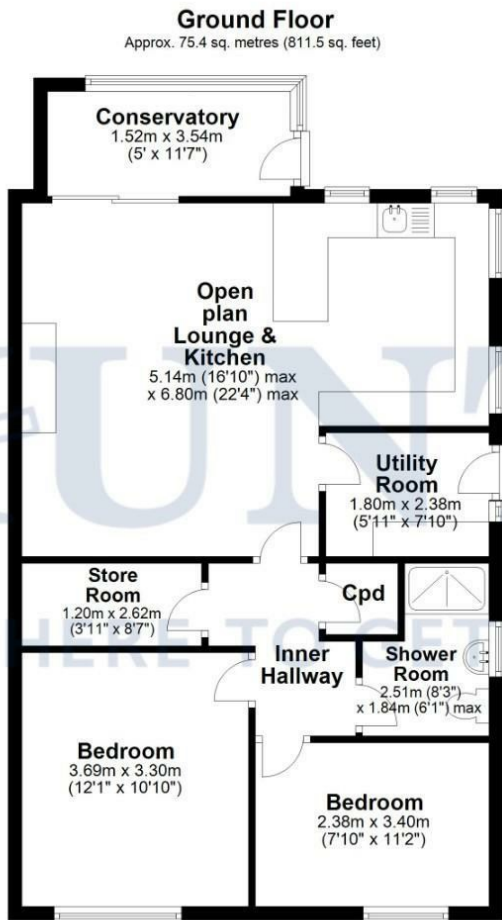 Ground Floor
Approx. 75.4 sq. metres (811.5 sq. feet)
Conservatory
1.52m x 3.54m
(5' x 11'7")
Open
plan
Lounge &
Kitchen
5.14m (16'10") max
x 6.80m (22'4") max
Utility
Room
1.80m x 2.38m
(5'11" x 7'10")
Store
Room
1.20m x 2.62m
(3'11" x 8'7")
Cpd
Inner
Hallway
Shower
Room
2.51m (8'3")
x 1.84m (6'1") max
Bedroom
3.69m x 3.30m
(12'1" x 10'10")
Bedroom
2.38m x 3.40m
(7'10" x 11'2")
HERE TO GET